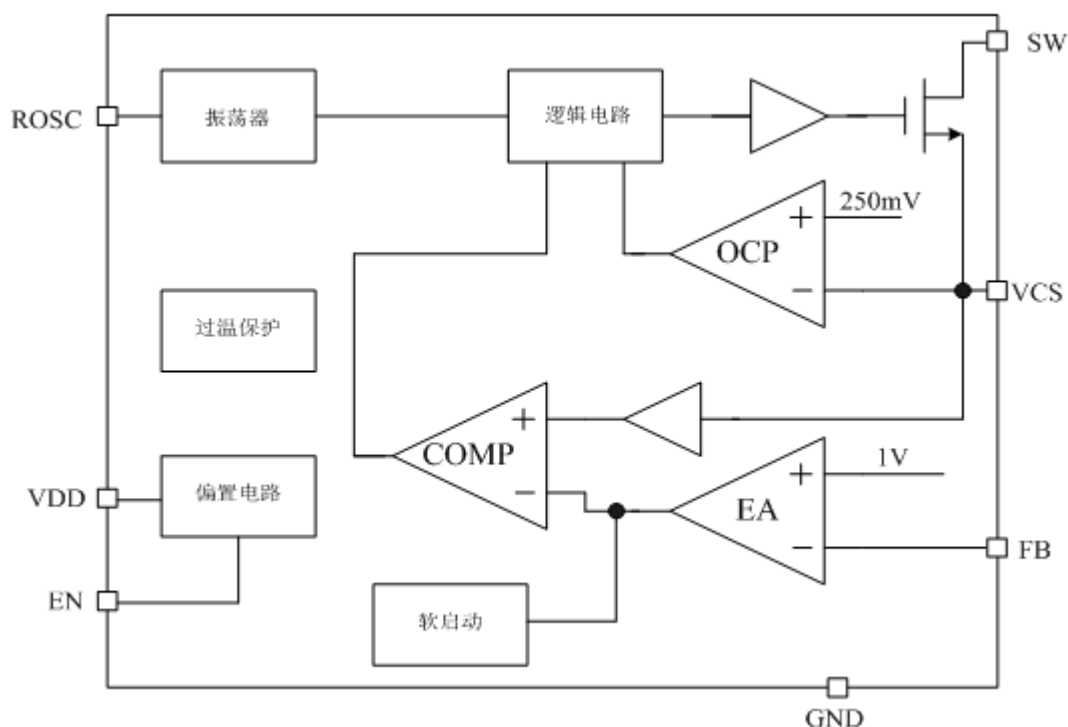 SW
ROSC
振荡器
逻辑电路
250mV
+
OCP
−
VCS
过温保护
+
COMP
−
1V
+
EA
−
VDD
偏置电路
FB
EN
软启动
GND